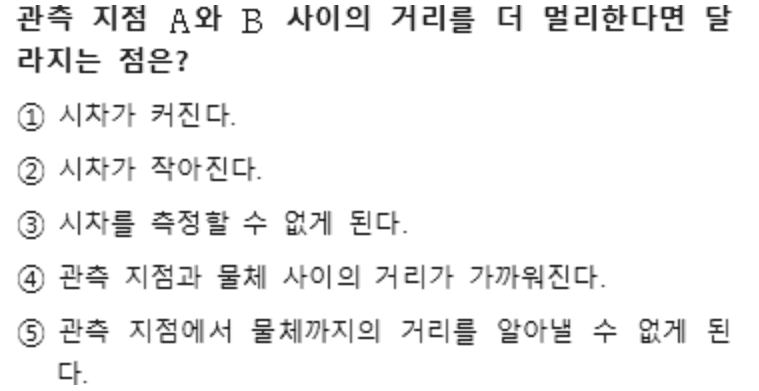 관측 지점 A와 B 사이의 거리를 더 멀리한다면 달
라지는 점은?
① 시차가 커진다.
② 시차가 작아진다.
③ 시차를 측정할 수 없게 된다.
④ 관측 지점과 물체 사이의 거리가 가까워진다.
⑤ 관측 지점에서 물체까지의 거리를 알아낼 수 없게 된
다.